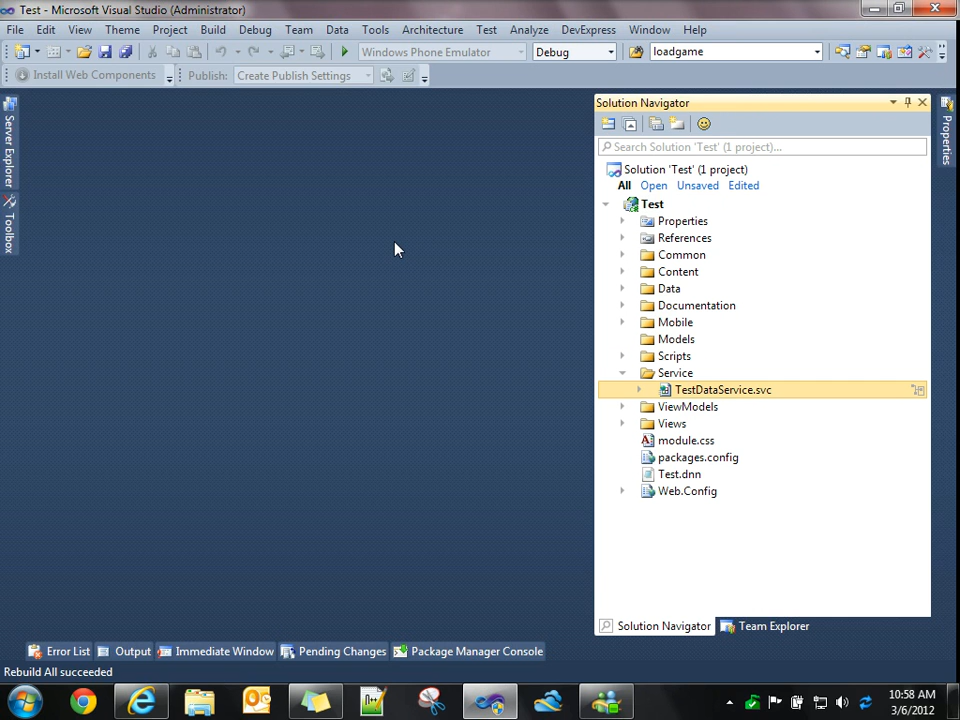 Test - Microsoft Visual Studio (Administrator)
File Edit View Theme Project Build Debug Team Data Tools Architecture Test Analyze DevExpress Window Help
Windows Phone Emulator Debug loadgame
Install Web Components Publish: Create Publish Settings
Server Explorer
Toolbox
Solution Navigator
Properties
Search Solution 'Test' (1 project)...
Solution 'Test' (1 project)
All Open Unsaved Edited
Test
Properties
References
Common
Content
Data
Documentation
Mobile
Models
Scripts
Service
TestDataService.svc
ViewModels
Views
module.css
packages.config
Test.dnn
Web.Config
Solution Navigator Team Explorer
Error List Output Immediate Window Pending Changes Package Manager Console
Rebuild All succeeded
10:58 AM
3/6/2012